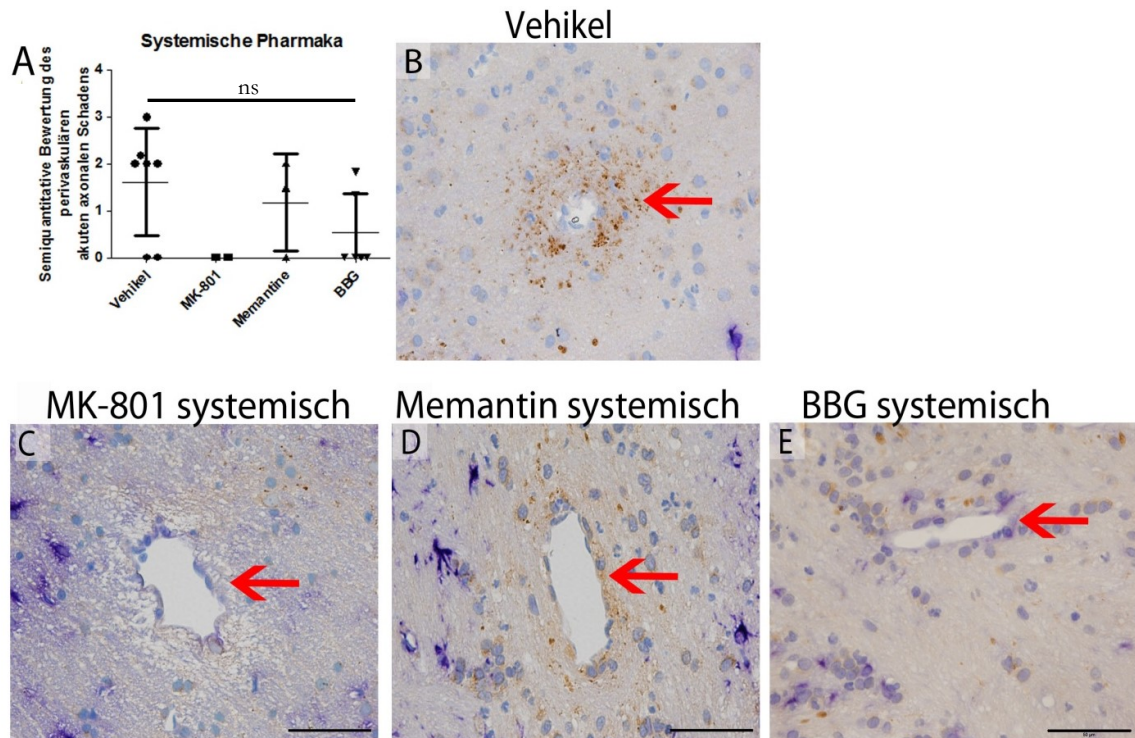 Vehikel
Systemische Pharmaka
A
Semiquantitative Bewertung des
perivaskulären
akuten axonalen Schadens
4
3
2
1
0
ns
Vehikel
MK-801
Memantine
BBG
B
MK-801 systemisch
Memantin systemisch
BBG systemisch
C
D
E